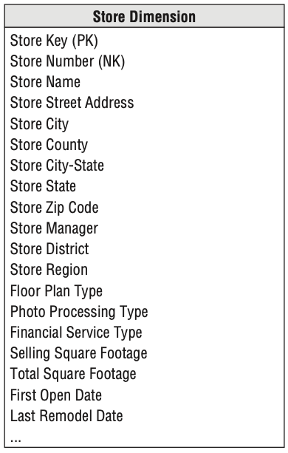 Store Dimension
Store Key (PK)
Store Number (NK)
Store Name
Store Street Address
Store City
Store County
Store City-State
Store State
Store Zip Code
Store Manager
Store District
Store Region
Floor Plan Type
Photo Processing Type
Financial Service Type
Selling Square Footage
Total Square Footage
First Open Date
Last Remodel Date
...